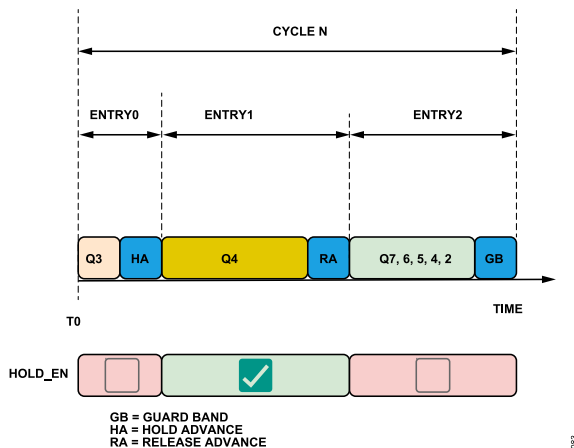 CYCLE N
ENTRY0 ENTRY1 ENTRY2
Q3 HA Q4 RA Q7, 6, 5, 4, 2 GB
TIME
T0
HOLD_EN
GB = GUARD BAND
HA = HOLD ADVANCE
RA = RELEASE ADVANCE